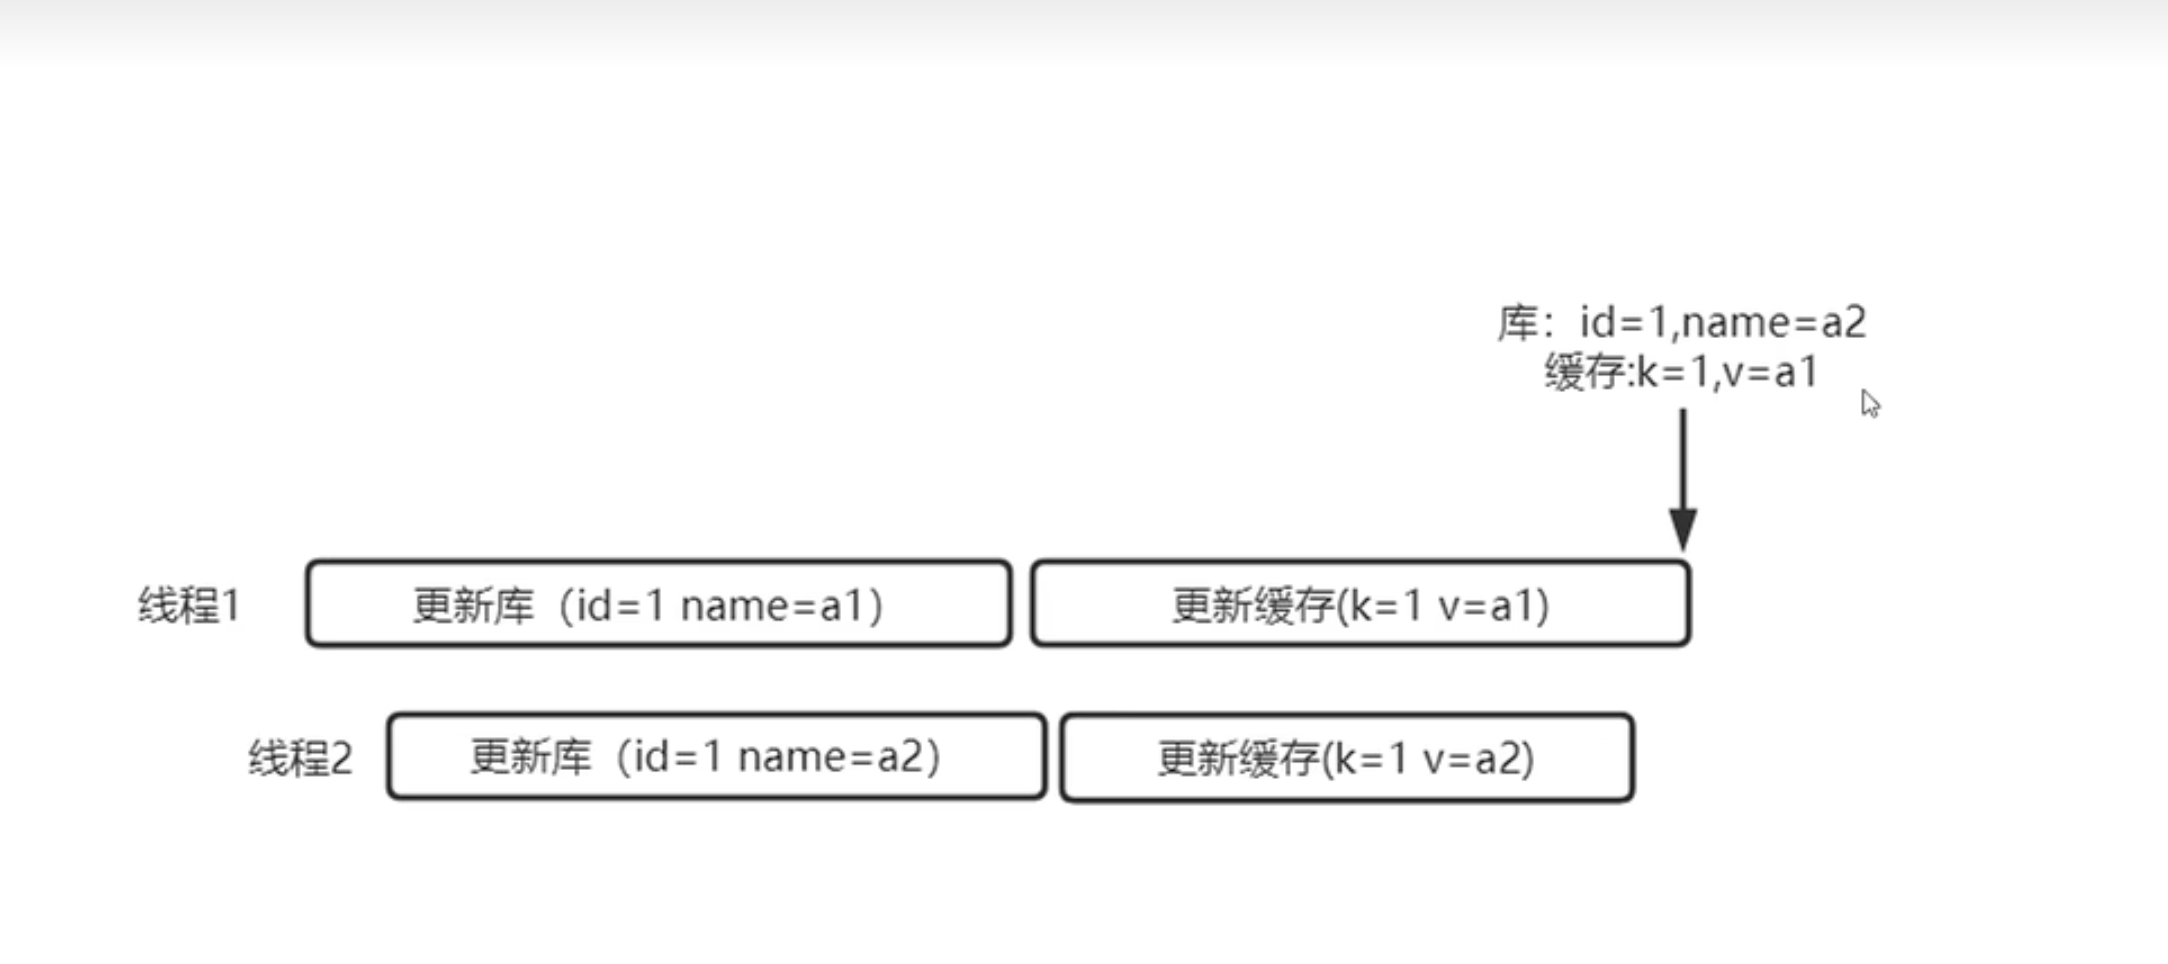 库：id=1,name=a2
缓存:k=1,v=a1
线程1
更新库（id=1 name=a1）
更新缓存(k=1 v=a1)
线程2
更新库（id=1 name=a2）
更新缓存(k=1 v=a2)